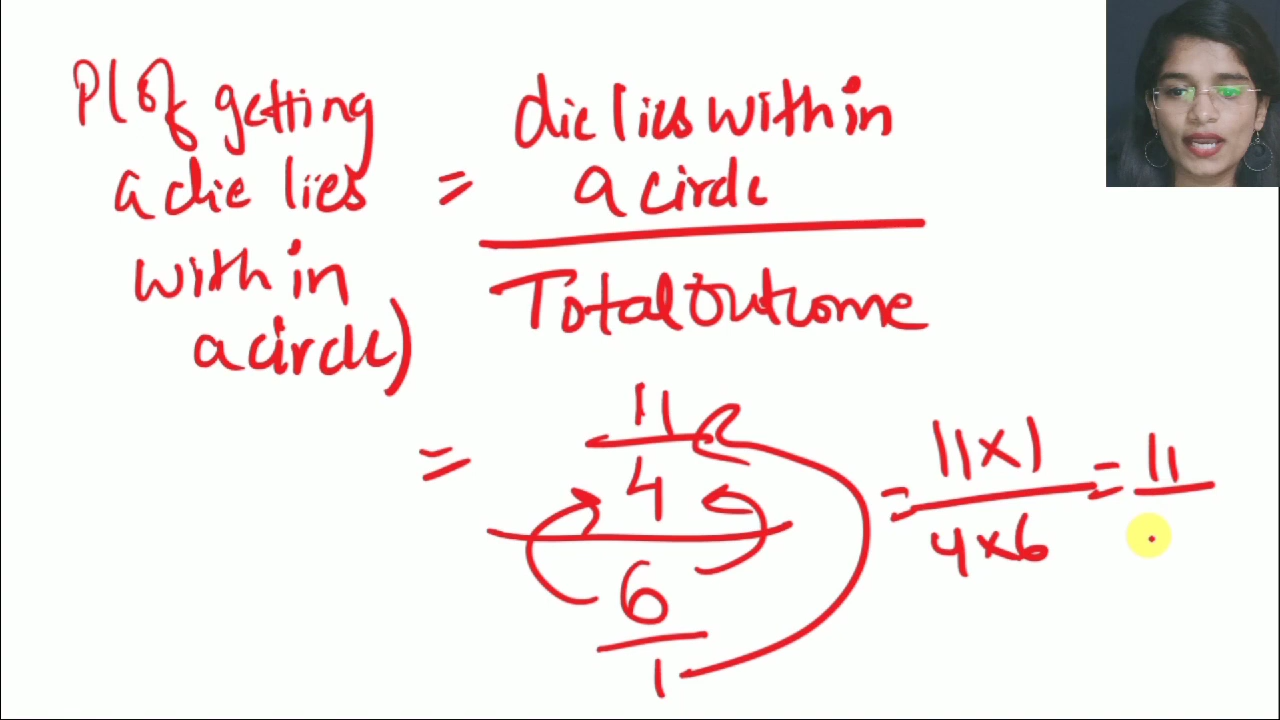 P( of getting
a die lies
with in
a circle)
=
die lies with in
a circle
Total outcome
=
11
4
6
1
= 11×1
4×6
= 11